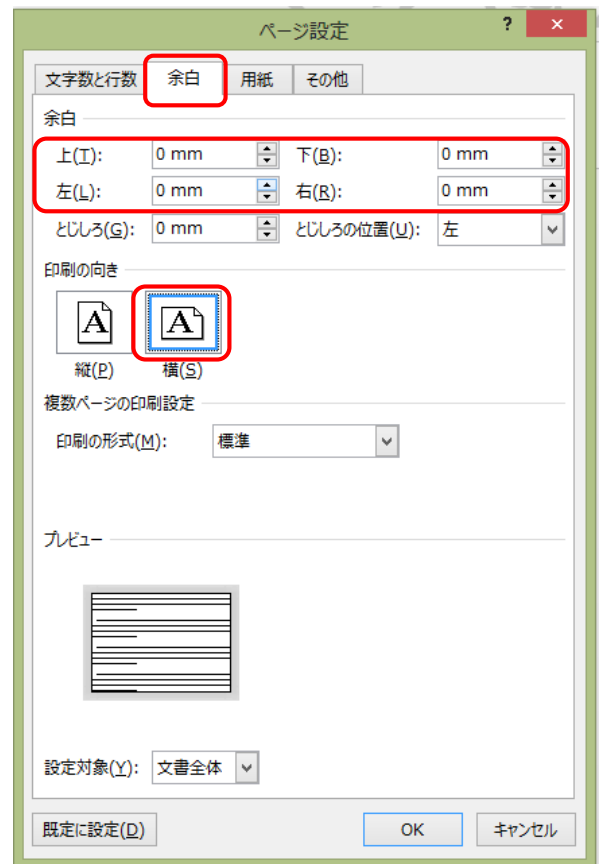 ページ設定 ?
文字数と行数 余白 用紙 その他
余白
上(T): 0 mm 下(B): 0 mm
左(L): 0 mm 右(R): 0 mm
とじしろ(G): 0 mm とじしろの位置(U): 左
印刷の向き
A A
縦(P) 横(S)
複数ページの印刷設定
印刷の形式(M): 標準
プレビュー
設定対象(Y): 文書全体
既定に設定(D) OK キャンセル